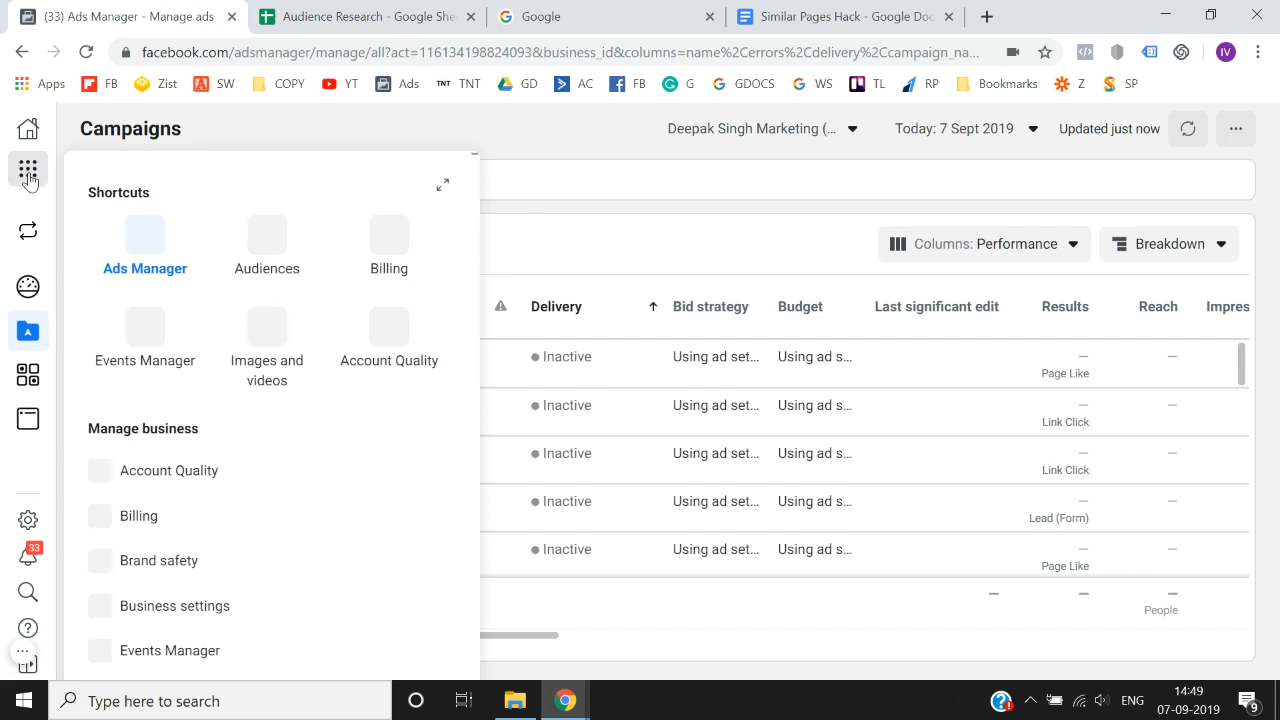 (33) Ads Manager - Manage ads
Audience Research - Google She
Google
Similar Pages Hack - Google Doc
facebook.com/adsmanager/manage/all?act=116134198824093&business_id&columns=name%2Cerrors%2Cdelivery%2Ccampaign_na...
IV
Apps
FB
Zist
SW
COPY
YT
Ads
TNT
TNT
GD
AC
FB
G
GDOCS
WS
TL
RP
Bookmarks
Z
SP
Campaigns
Deepak Singh Marketing (...
Today: 7 Sept 2019
Updated just now
Shortcuts
Ads Manager
Audiences
Billing
Events Manager
Images and videos
Account Quality
Manage business
Account Quality
Billing
Brand safety
Business settings
Events Manager
Columns: Performance
Breakdown
Delivery
Bid strategy
Budget
Last significant edit
Results
Reach
Impres
Inactive
Using ad set...
Using ad s...
—
—
Page Like
Inactive
Using ad set...
Using ad s...
—
—
Link Click
Inactive
Using ad set...
Using ad s...
—
—
Link Click
Inactive
Using ad set...
Using ad s...
—
—
Lead (Form)
Inactive
Using ad set...
Using ad s...
—
—
Page Like
—
—
—
People
33
Type here to search
ENG
14:49
07-09-2019
9